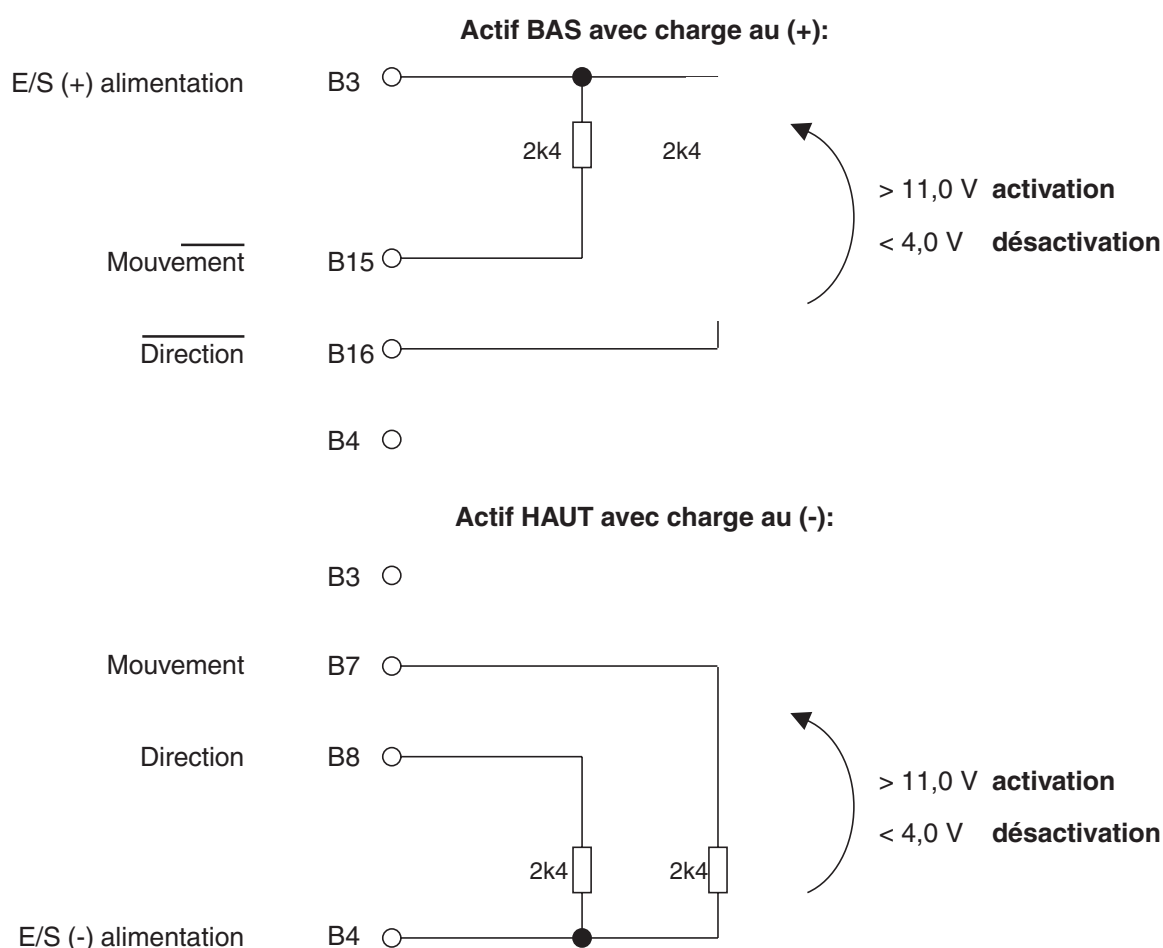 Actif BAS avec charge au (+):
E/S (+) alimentation B3
2k4 2k4
> 11,0 V activation
Mouvement B15
< 4,0 V désactivation
Direction B16
B4
Actif HAUT avec charge au (-):
B3
Mouvement B7
Direction B8
> 11,0 V activation
< 4,0 V désactivation
2k4 2k4
E/S (-) alimentation B4